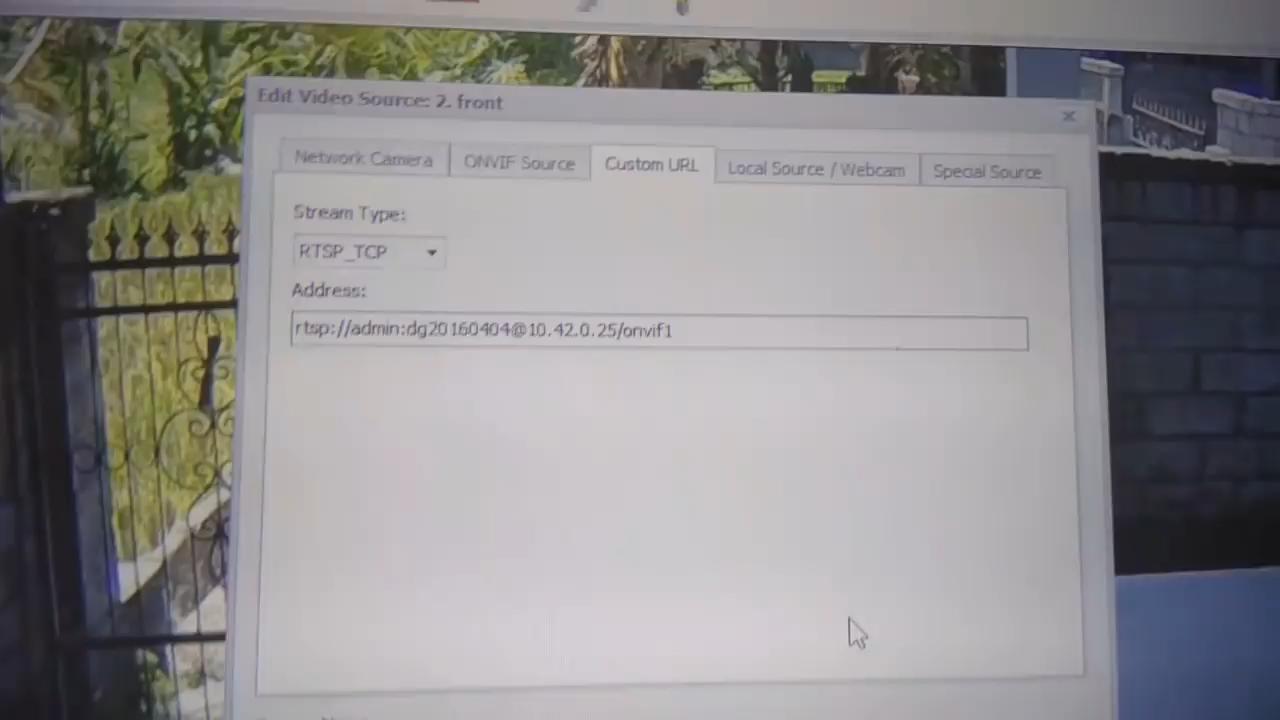 Edit Video Source: 2. front
Network Camera
ONVIF Source
Custom URL
Local Source / Webcam
Special Source
Stream Type:
RTSP_TCP
Address:
rtsp://admin:dg20160404@10.42.0.25/onvif1